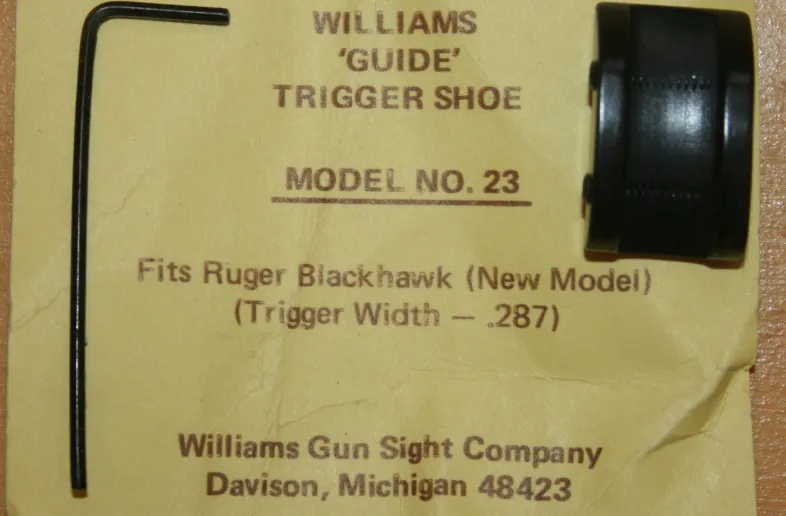 WILLIAMS
‘GUIDE’
TRIGGER SHOE
MODEL NO. 23
Fits Ruger Blackhawk (New Model)
(Trigger Width — .287)
Williams Gun Sight Company
Davison, Michigan 48423